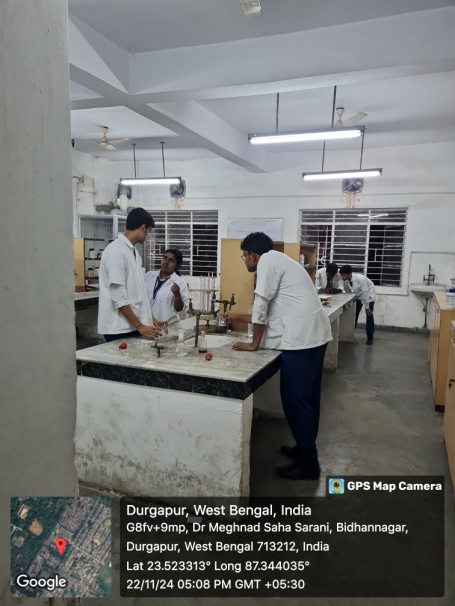 GPS Map Camera
Durgapur, West Bengal, India
G8fv+9mp, Dr Meghnad Saha Sarani, Bidhannagar,
Durgapur, West Bengal 713212, India
Lat 23.523313° Long 87.344035°
22/11/24 05:08 PM GMT +05:30
Google